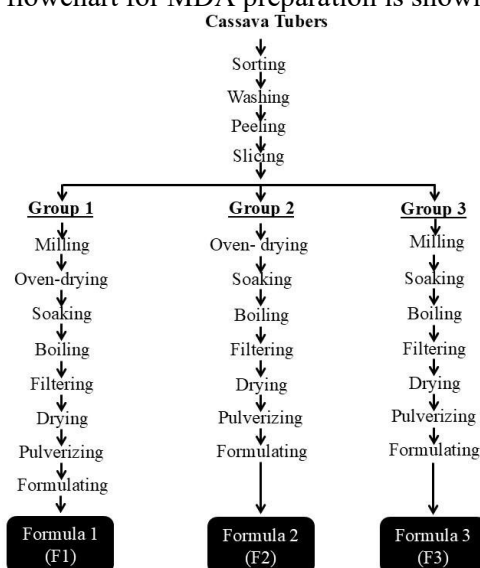 flowchart for MDA preparation is shown
Cassava Tubers
Sorting
Washing
Peeling
Slicing
Group 1
Milling
Oven-drying
Soaking
Boiling
Filtering
Drying
Pulverizing
Formulating
Formula 1
(F1)
Group 2
Oven- drying
Soaking
Boiling
Filtering
Drying
Pulverizing
Formulating
Formula 2
(F2)
Group 3
Milling
Soaking
Boiling
Filtering
Drying
Pulverizing
Formulating
Formula 3
(F3)